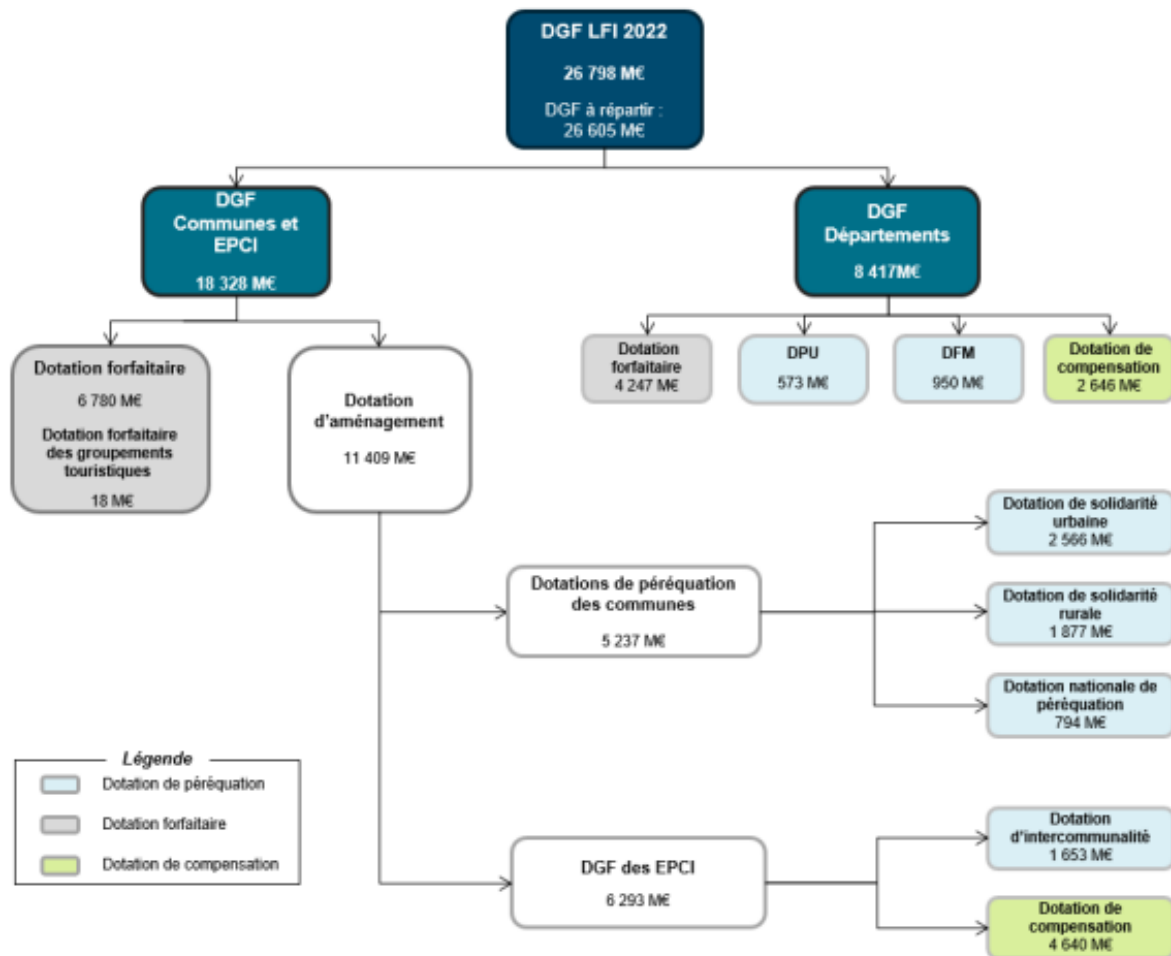 DGF LFI 2022
26 798 M€
DGF à répartir :
26 605 M€
DGF
Communes et
EPCI
18 328 M€
DGF
Départements
8 417M€
Dotation forfaitaire
6 780 M€
Dotation forfaitaire
des groupements
touristiques
18 M€
Dotation
d'aménagement
11 409 M€
Dotation
forfaitaire
4 247 M€
DPU
573 M€
DFM
950 M€
Dotation de
compensation
2 646 M€
Dotations de péréquation
des communes
5 237 M€
Dotation de solidarité
urbaine
2 566 M€
Dotation de solidarité
rurale
1 877 M€
Dotation nationale de
péréquation
794 M€
Légende
Dotation de péréquation
Dotation forfaitaire
Dotation de compensation
DGF des EPCI
6 293 M€
Dotation
d'intercommunalité
1 653 M€
Dotation de
compensation
4 640 M€